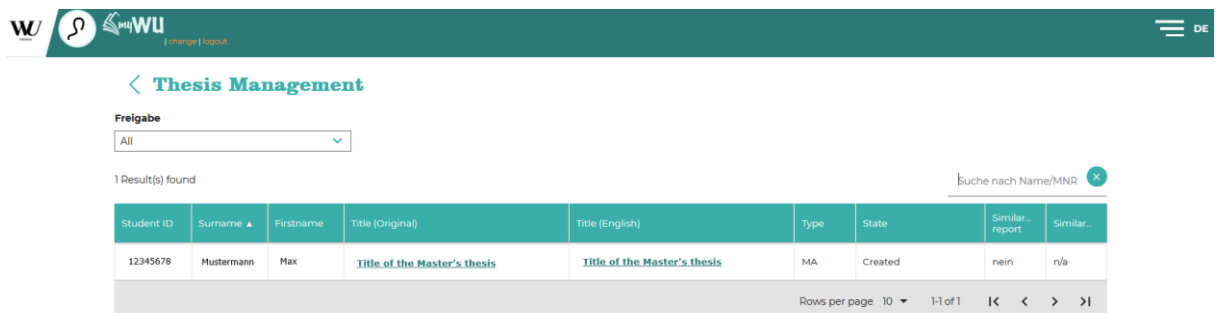 WU myWU
| change | logout
DE
Thesis Management
Freigabe
All
1 Result(s) found
Suche nach Name/MNR
Student ID Surname ▲ Firstname Title (Original) Title (English) Type State Similar... report Similar...
12345678 Mustermann Max Title of the Master's thesis Title of the Master's thesis MA Created nein n/a
Rows per page 10 1-1 of 1